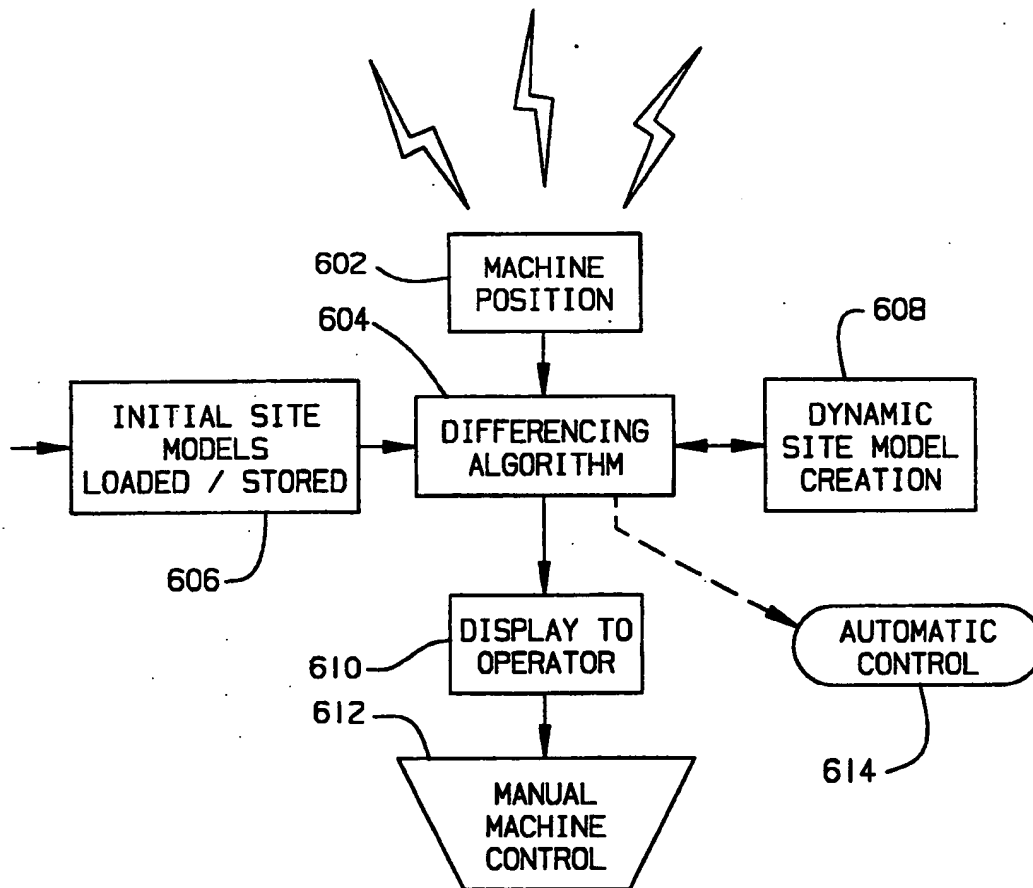 602
MACHINE
POSITION
604
608
INITIAL SITE
MODELS
LOADED / STORED
DIFFERENCING
ALGORITHM
DYNAMIC
SITE MODEL
CREATION
606
610
DISPLAY TO
OPERATOR
AUTOMATIC
CONTROL
612
614
MANUAL
MACHINE
CONTROL